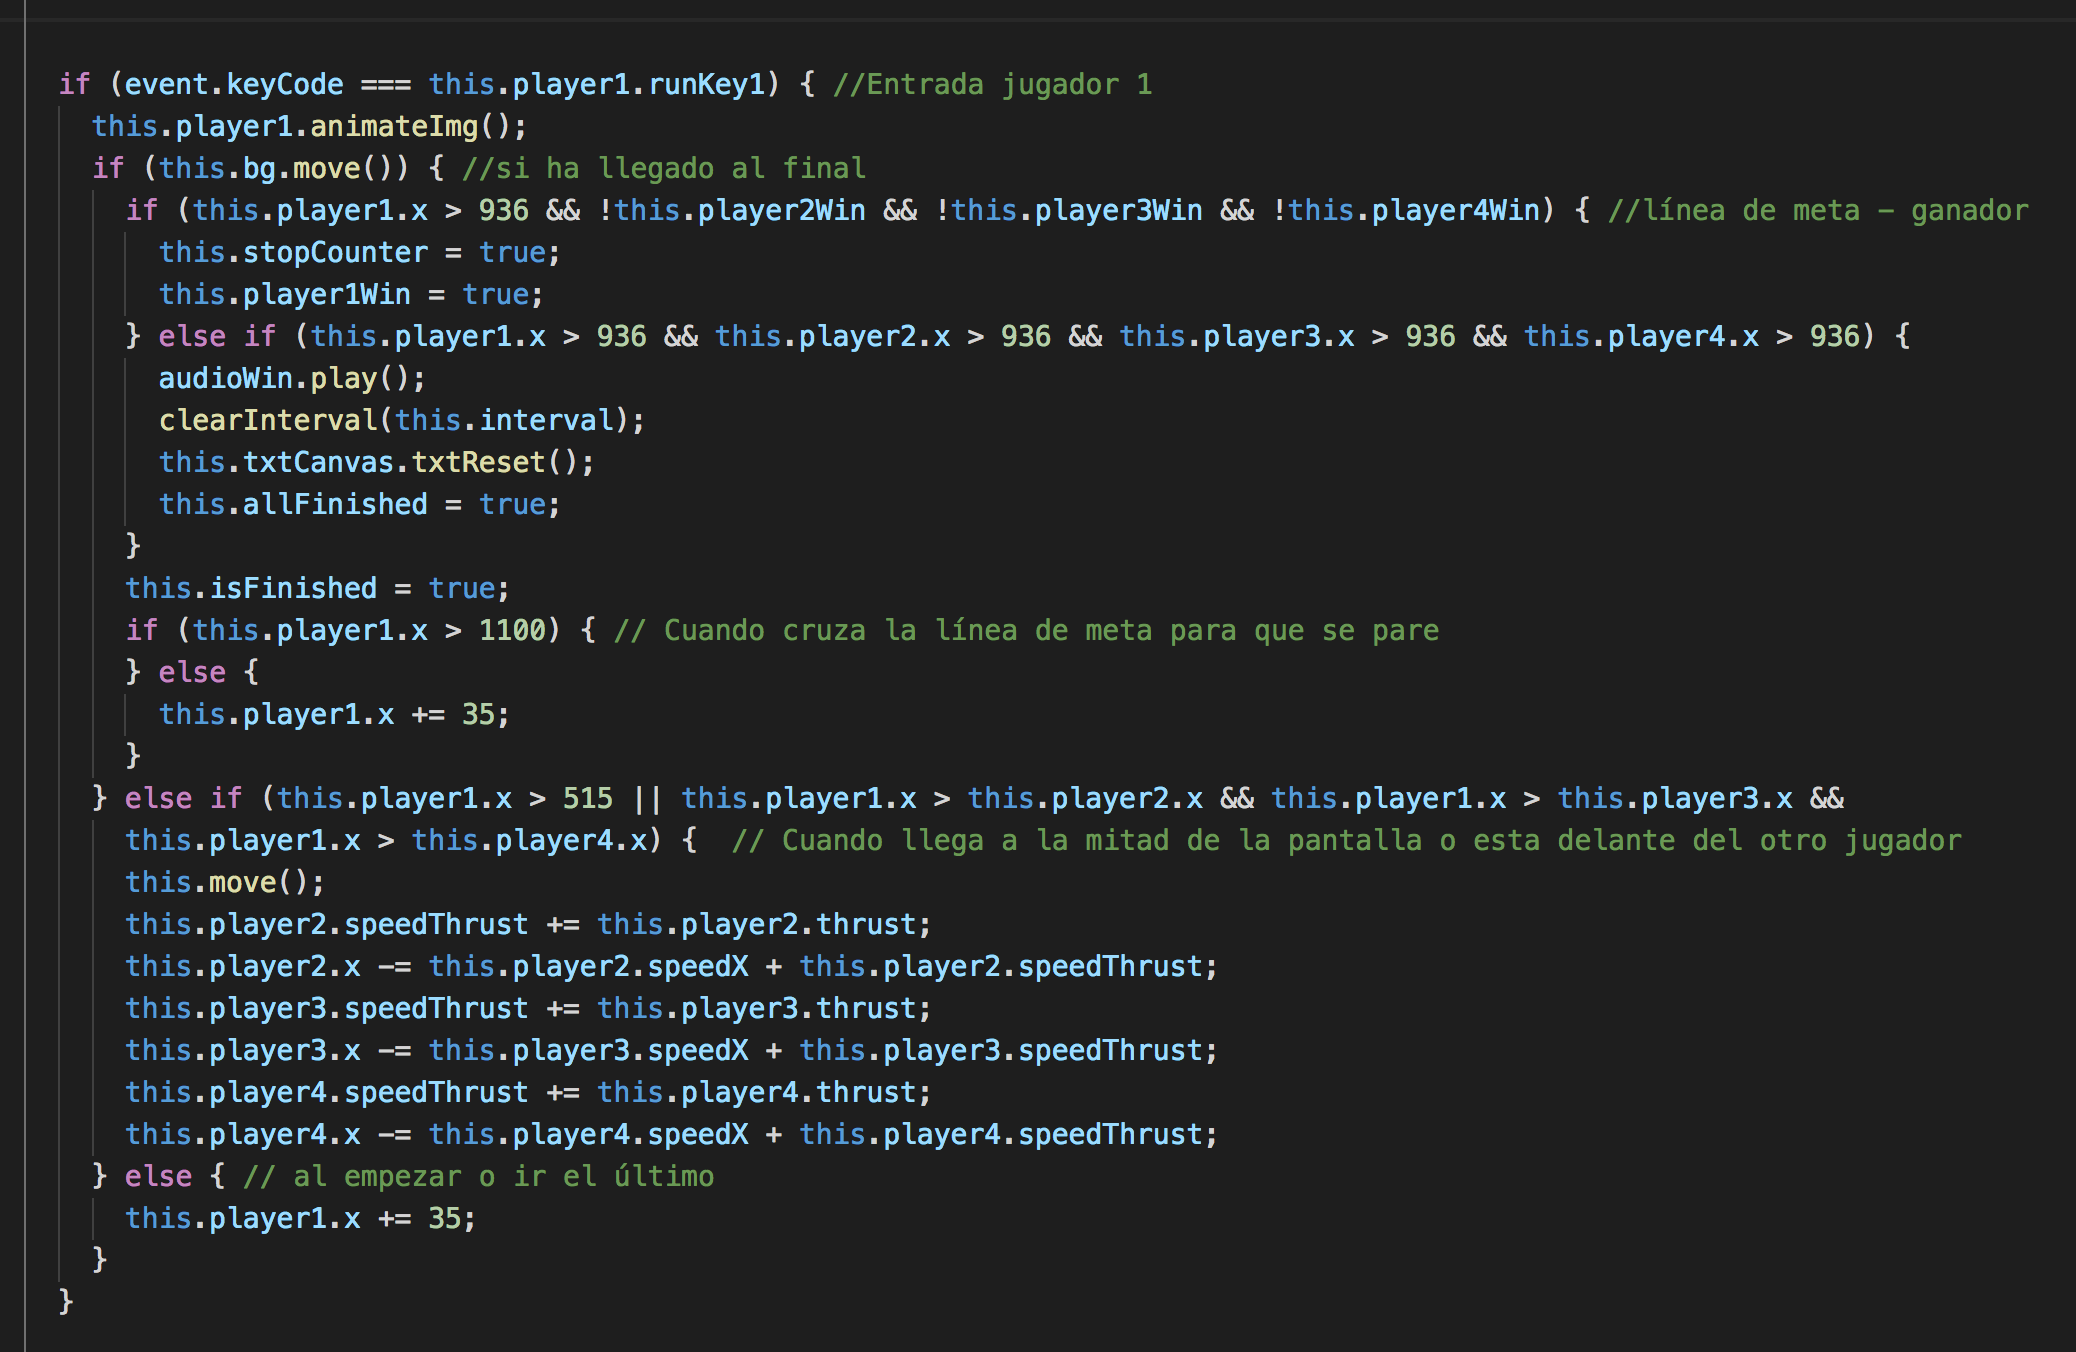 if (event.keyCode === this.player1.runKey1) { //Entrada jugador 1
this.player1.animateImg();
if (this.bg.move()) { //si ha llegado al final
if (this.player1.x > 936 && !this.player2Win && !this.player3Win && !this.player4Win) { //línea de meta - ganador
this.stopCounter = true;
this.player1Win = true;
} else if (this.player1.x > 936 && this.player2.x > 936 && this.player3.x > 936 && this.player4.x > 936) {
audioWin.play();
clearInterval(this.interval);
this.txtCanvas.txtReset();
this.allFinished = true;
}
this.isFinished = true;
if (this.player1.x > 1100) { // Cuando cruza la línea de meta para que se pare
} else {
this.player1.x += 35;
}
} else if (this.player1.x > 515 || this.player1.x > this.player2.x && this.player1.x > this.player3.x &&
this.player1.x > this.player4.x) {  // Cuando llega a la mitad de la pantalla o esta delante del otro jugador
this.move();
this.player2.speedThrust += this.player2.thrust;
this.player2.x -= this.player2.speedX + this.player2.speedThrust;
this.player3.speedThrust += this.player3.thrust;
this.player3.x -= this.player3.speedX + this.player3.speedThrust;
this.player4.speedThrust += this.player4.thrust;
this.player4.x -= this.player4.speedX + this.player4.speedThrust;
} else { // al empezar o ir el último
this.player1.x += 35;
}
}